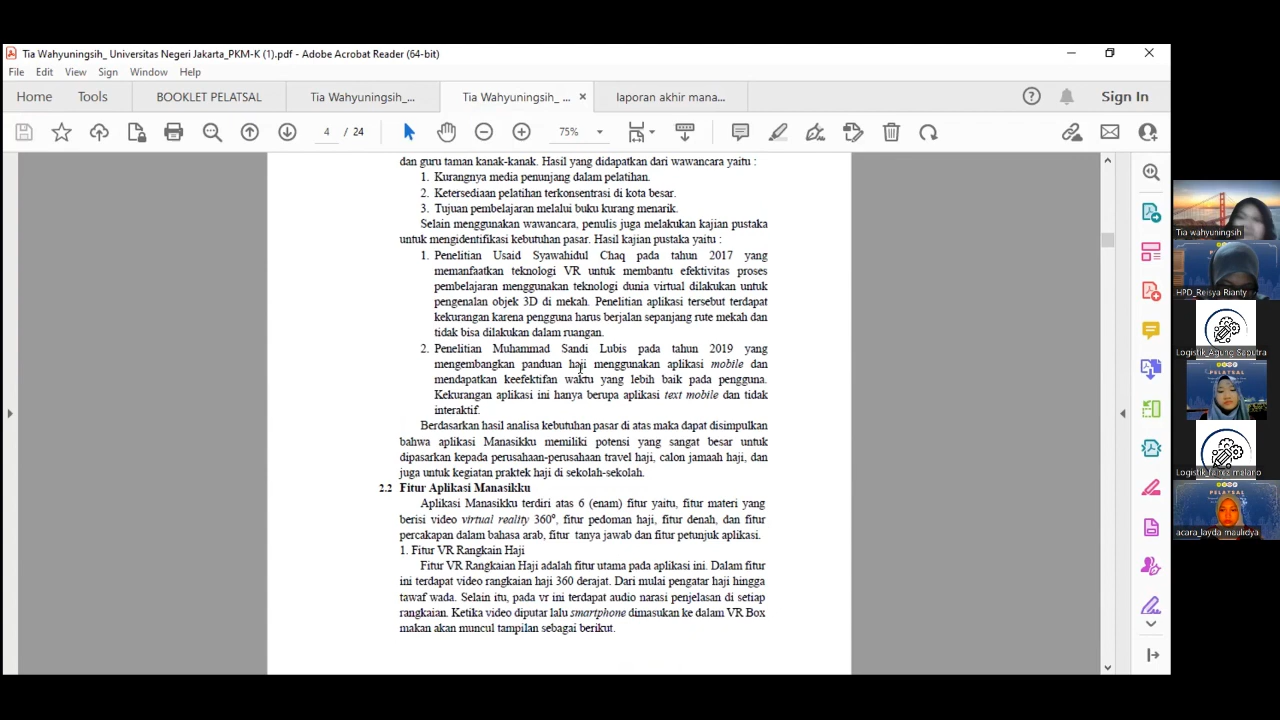 Tia Wahyuningsih_ Universitas Negeri Jakarta_PKM-K (1).pdf - Adobe Acrobat Reader (64-bit)
File Edit View Sign Window Help
Home Tools BOOKLET PELATSAL Tia Wahyuningsih_... Tia Wahyuningsih_ ... laporan akhir mana... Sign In
4 / 24 75%
dan guru taman kanak-kanak. Hasil yang didapatkan dari wawancara yaitu :
1. Kurangnya media penunjang dalam pelatihan.
2. Ketersediaan pelatihan terkonsentrasi di kota besar.
3. Tujuan pembelajaran melalui buku kurang menarik.
Selain menggunakan wawancara, penulis juga melakukan kajian pustaka
untuk mengidentifikasi kebutuhan pasar. Hasil kajian pustaka yaitu :
1. Penelitian Usaid Syawahidul Chaq pada tahun 2017 yang
memanfaatkan teknologi VR untuk membantu efektivitas proses
pembelajaran menggunakan teknologi dunia virtual dilakukan untuk
pengenalan objek 3D di mekah. Penelitian aplikasi tersebut terdapat
kekurangan karena pengguna harus berjalan sepanjang rute mekah dan
tidak bisa dilakukan dalam ruangan.
2. Penelitian Muhammad Sandi Lubis pada tahun 2019 yang
mengembangkan panduan haji menggunakan aplikasi mobile dan
mendapatkan keefektifan waktu yang lebih baik pada pengguna.
Kekurangan aplikasi ini hanya berupa aplikasi text mobile dan tidak
interaktif.
Berdasarkan hasil analisa kebutuhan pasar di atas maka dapat disimpulkan
bahwa aplikasi Manasikku memiliki potensi yang sangat besar untuk
dipasarkan kepada perusahaan-perusahaan travel haji, calon jamaah haji, dan
juga untuk kegiatan praktek haji di sekolah-sekolah.
2.2 Fitur Aplikasi Manasikku
Aplikasi Manasikku terdiri atas 6 (enam) fitur yaitu, fitur materi yang
berisi video virtual reality 360°, fitur pedoman haji, fitur denah, dan fitur
percakapan dalam bahasa arab, fitur tanya jawab dan fitur petunjuk aplikasi.
1. Fitur VR Rangkain Haji
Fitur VR Rangkaian Haji adalah fitur utama pada aplikasi ini. Dalam fitur
ini terdapat video rangkaian haji 360 derajat. Dari mulai pengatar haji hingga
tawaf wada. Selain itu, pada vr ini terdapat audio narasi penjelasan di setiap
rangkaian. Ketika video diputar lalu smartphone dimasukan ke dalam VR Box
makan akan muncul tampilan sebagai berikut.
Tia wahyuningsih
HPD_Reisya Rianty
Logistik_Agung Saputra
PELATSAL
Logistik_fairez melano
PELATSAL
acara_layda maulidya